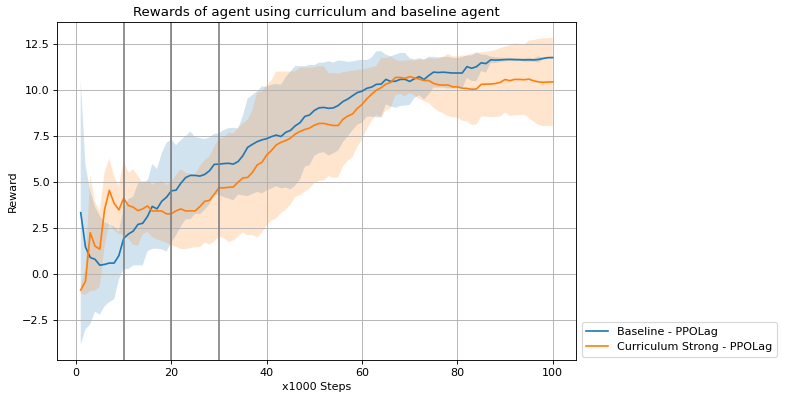 Rewards of agent using curriculum and baseline agent
12.5
10.0
7.5
5.0
2.5
0.0
−2.5
Reward
0 20 40 60 80 100
x1000 Steps
Baseline - PPOLag
Curriculum Strong - PPOLag